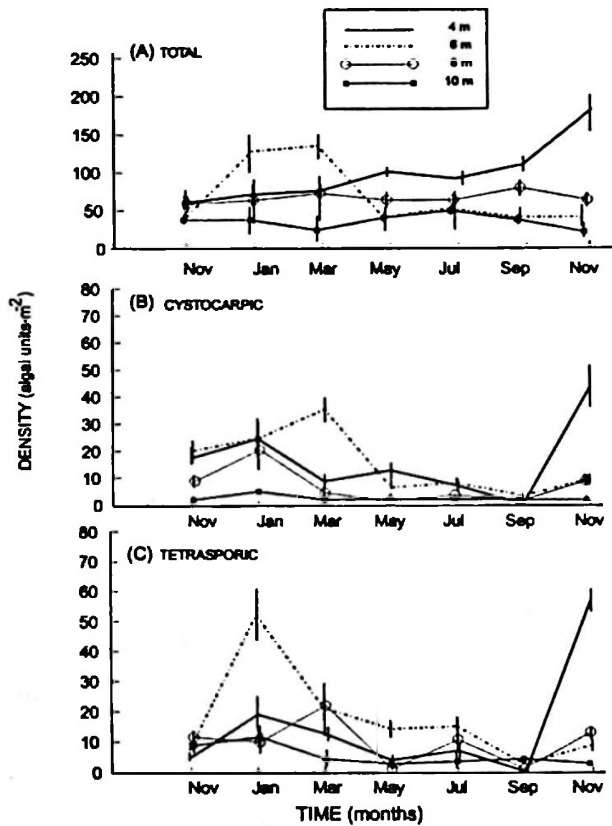 4 m
6 m
8 m
10 m
(A) TOTAL
250
200
150
100
50
0
Nov Jan Mar May Jul Sep Nov
(B) CYSTOCARPIC
80
70
60
50
40
30
20
10
0
Nov Jan Mar May Jul Sep Nov
(C) TETRASPORIC
80
70
60
50
40
30
20
10
0
Nov Jan Mar May Jul Sep Nov
DENSITY (algal units·m-2)
TIME (months)